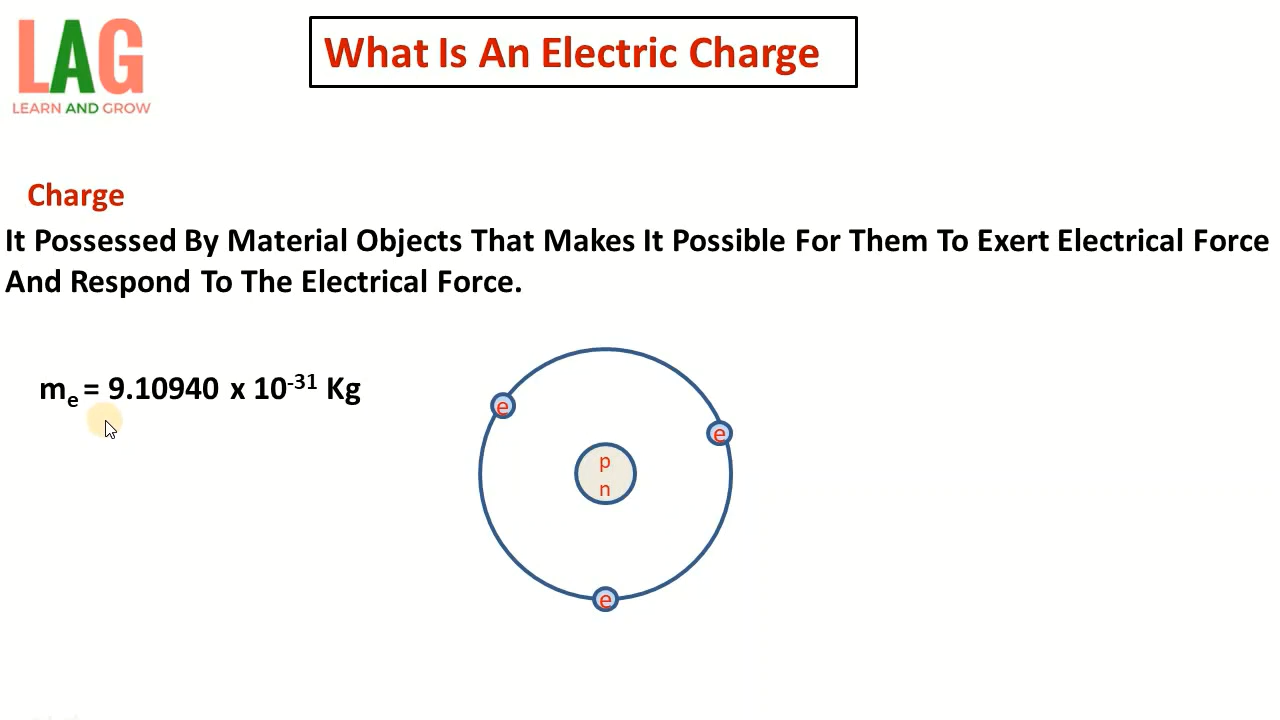 LAG
LEARN AND GROW
What Is An Electric Charge
Charge
It Possessed By Material Objects That Makes It Possible For Them To Exert Electrical Force
And Respond To The Electrical Force.
mₑ = 9.10940 x 10⁻³¹ Kg
e
e
p
n
e